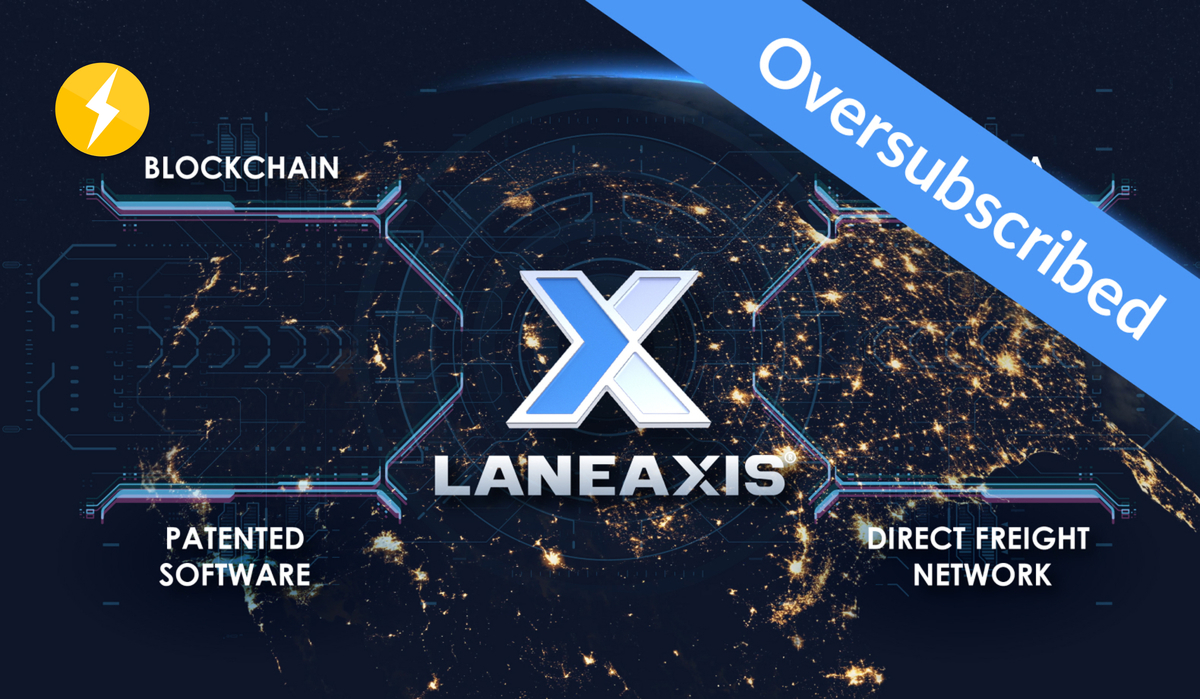 Oversubscribed
BLOCKCHAIN
LANEAXIS®
PATENTED
SOFTWARE
DIRECT FREIGHT
NETWORK